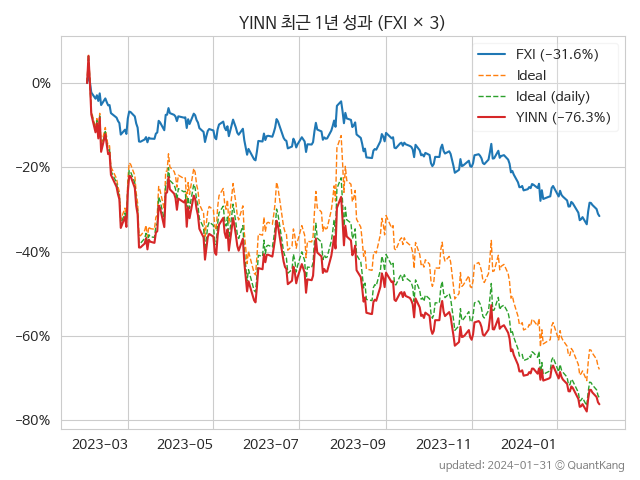 YINN 최근 1년 성과 (FXI × 3)
FXI (−31.6%)
Ideal
Ideal (daily)
YINN (−76.3%)
0%
−20%
−40%
−60%
−80%
2023-03 2023-05 2023-07 2023-09 2023-11 2024-01
updated: 2024-01-31 © QuantKang